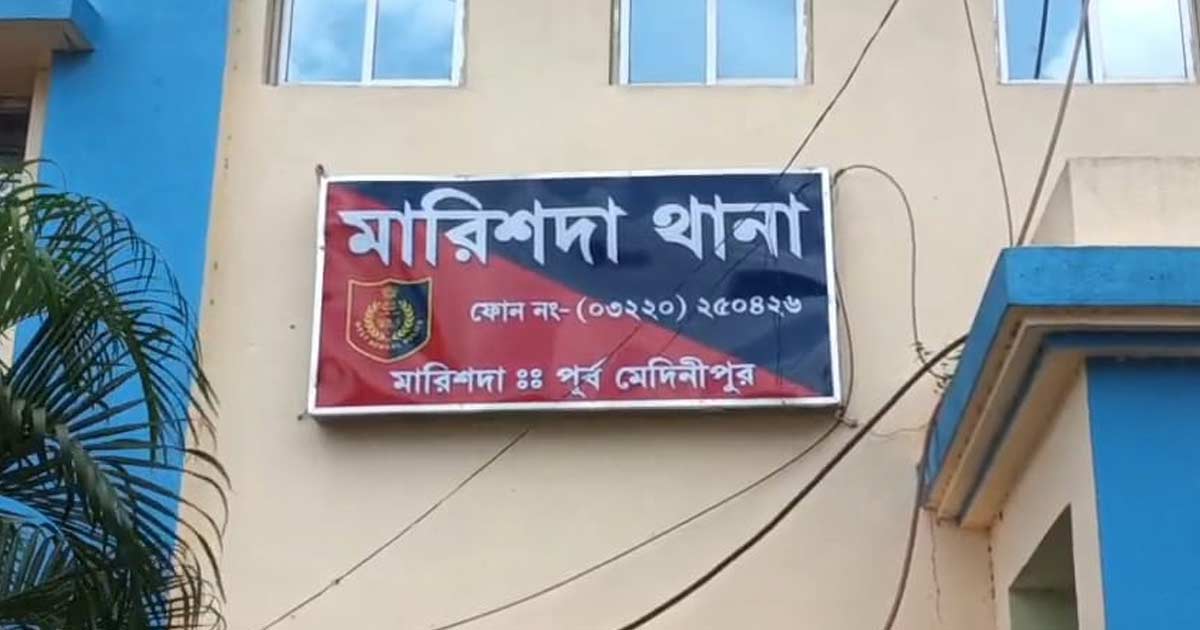 মারিশদা থানা
ফোন নং- (০৩২২০) ২৫০৪২৬
মারিশদা ঃঃ পূর্ব মেদিনীপুর